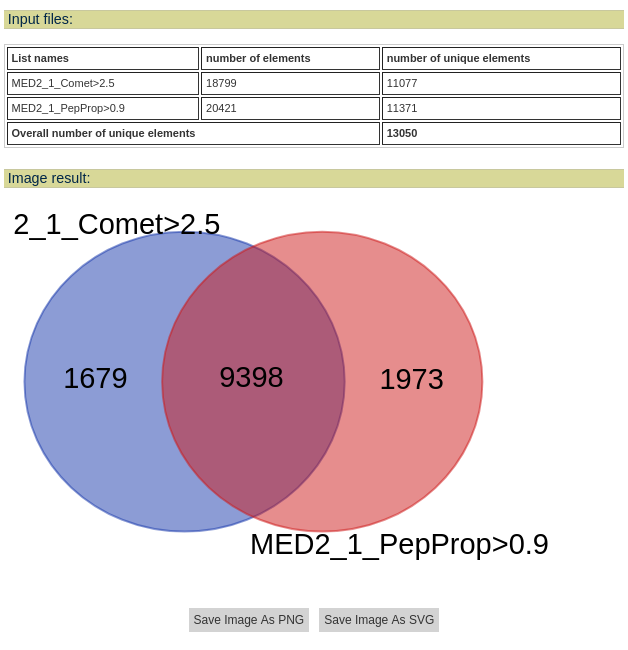 Input files:
List names number of elements number of unique elements
MED2_1_Comet>2.5 18799 11077
MED2_1_PepProp>0.9 20421 11371
Overall number of unique elements 13050
Image result:
2_1_Comet>2.5
1679 9398 1973
MED2_1_PepProp>0.9
Save Image As PNG Save Image As SVG